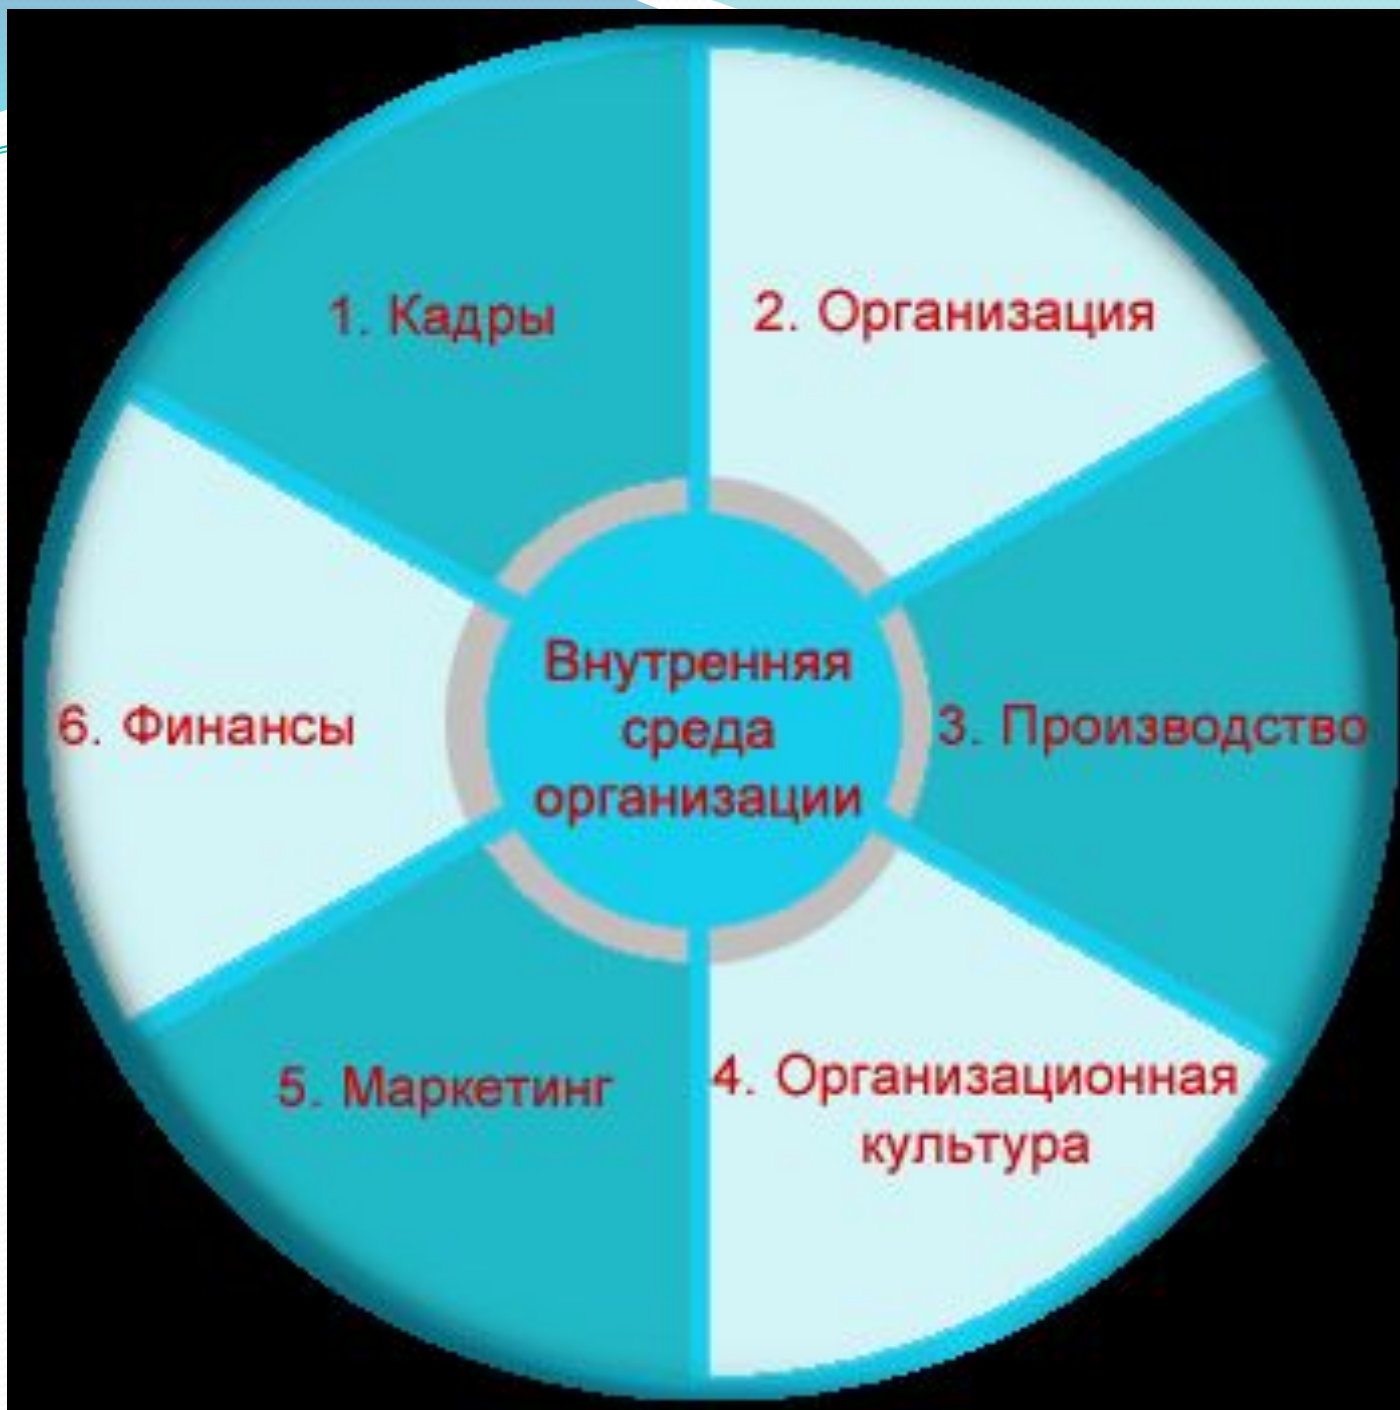 1. Кадры
2. Организация
3. Производство
4. Организационная
культура
5. Маркетинг
6. Финансы
Внутренняя
среда
организации